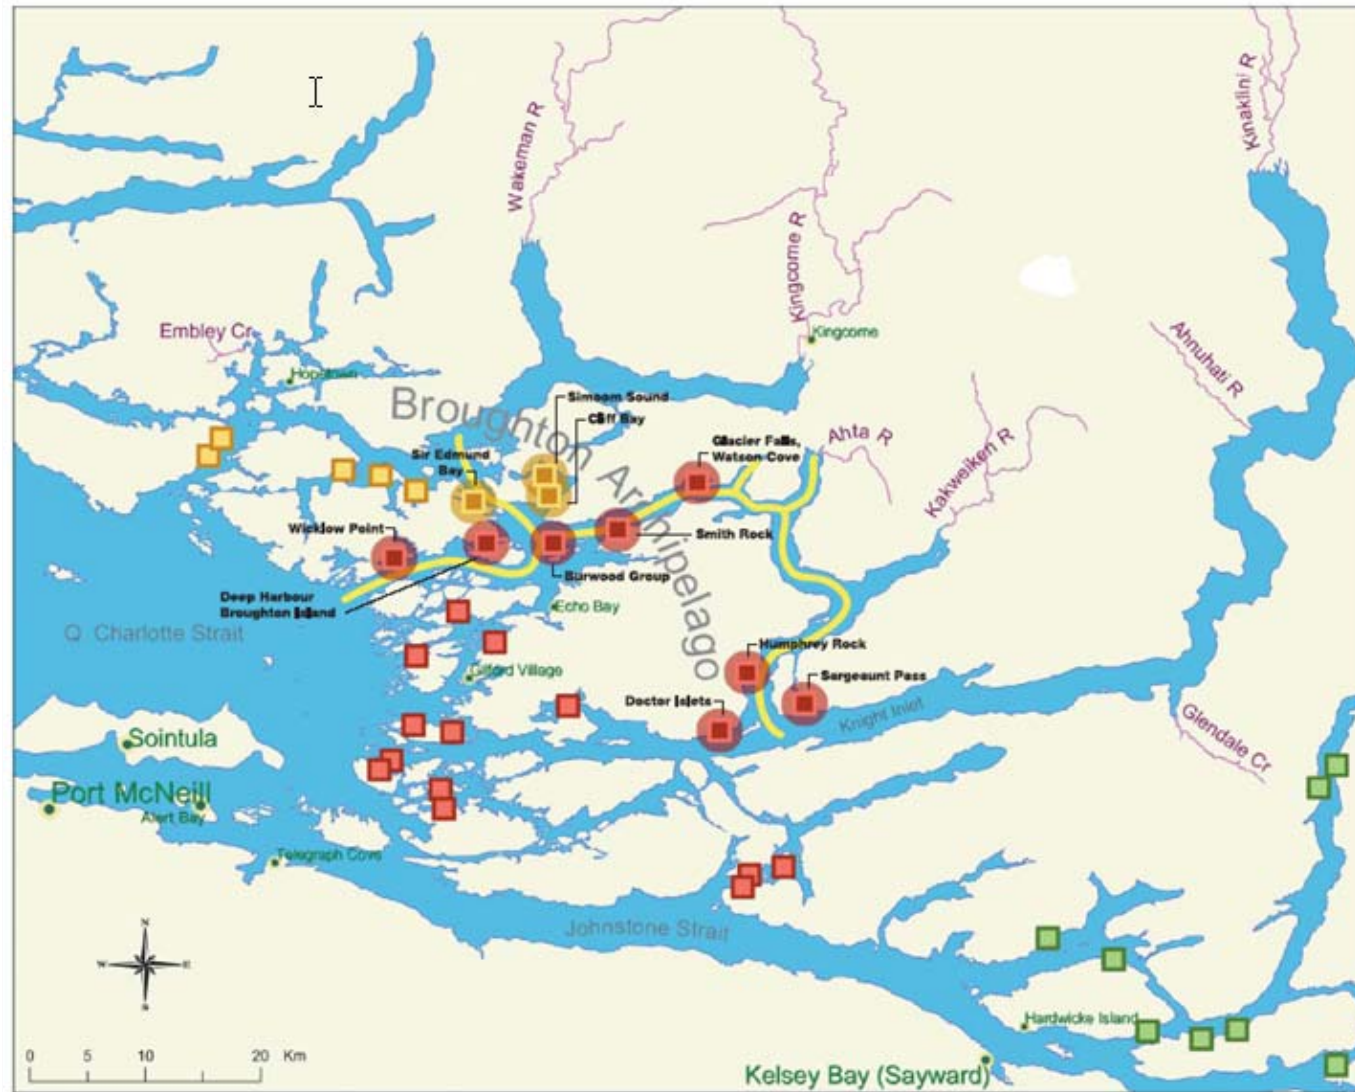 Wakeman R
Kinaklini R
Kingcome R
Kingcome
Embley Cr
Hopetown
Ahnuhati R
Broughton Archipelago
Simoom Sound
Cliff Bay
Sir Edmund
Bay
Glacier Falls,
Watson Cove
Ahta R
Kakweiken R
Wicklow Point
Smith Rock
Burwood Group
Deep Harbour
Broughton Island
Echo Bay
Q. Charlotte Strait
Gilford Village
Humphrey Rock
Sargeaunt Pass
Doctor Islets
Knight Inlet
Glendale Cr
Sointula
Port McNeill
Alert Bay
Telegraph Cove
Johnstone Strait
N
W E
S
Hardwicke Island
0 5 10 20 Km
Kelsey Bay (Sayward)